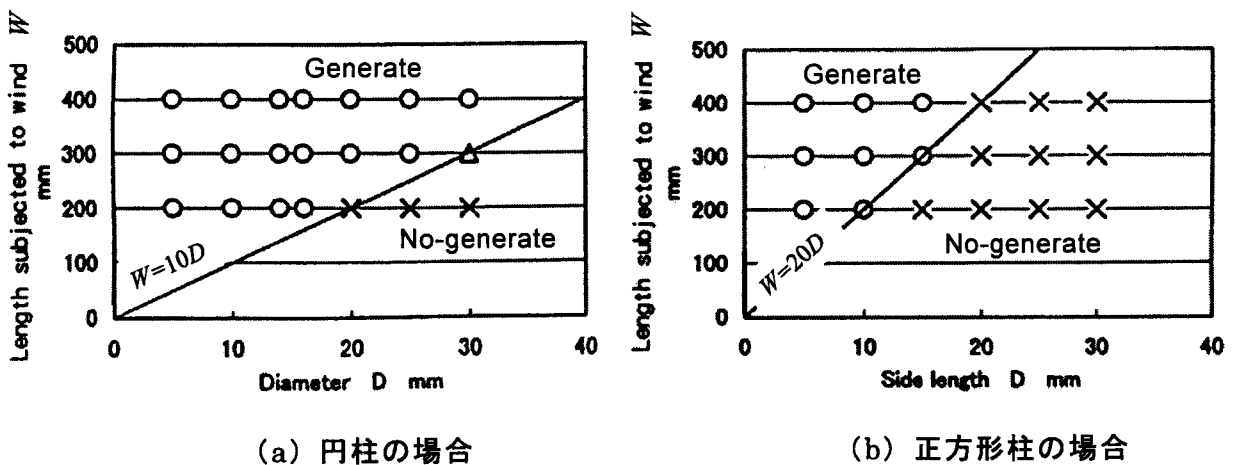 Length subjected to wind W
mm
500
400
300
200
100
0
Generate
No-generate
W=10D
0 10 20 30 40
Diameter D mm
(a) 円柱の場合
Length subjected to wind W
mm
500
400
300
200
100
0
Generate
No-generate
W=20D
0 10 20 30 40
Side length D mm
(b) 正方形柱の場合